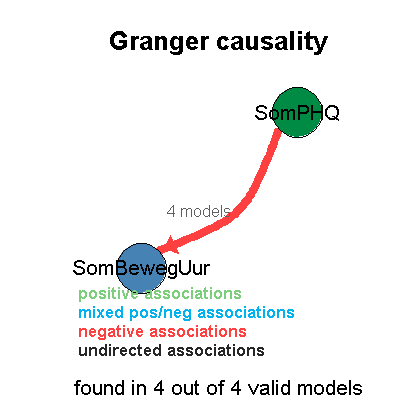 Granger causality
SomPHQ
4 models
SomBewegUur
positive associations
mixed pos/neg associations
negative associations
undirected associations
found in 4 out of 4 valid models